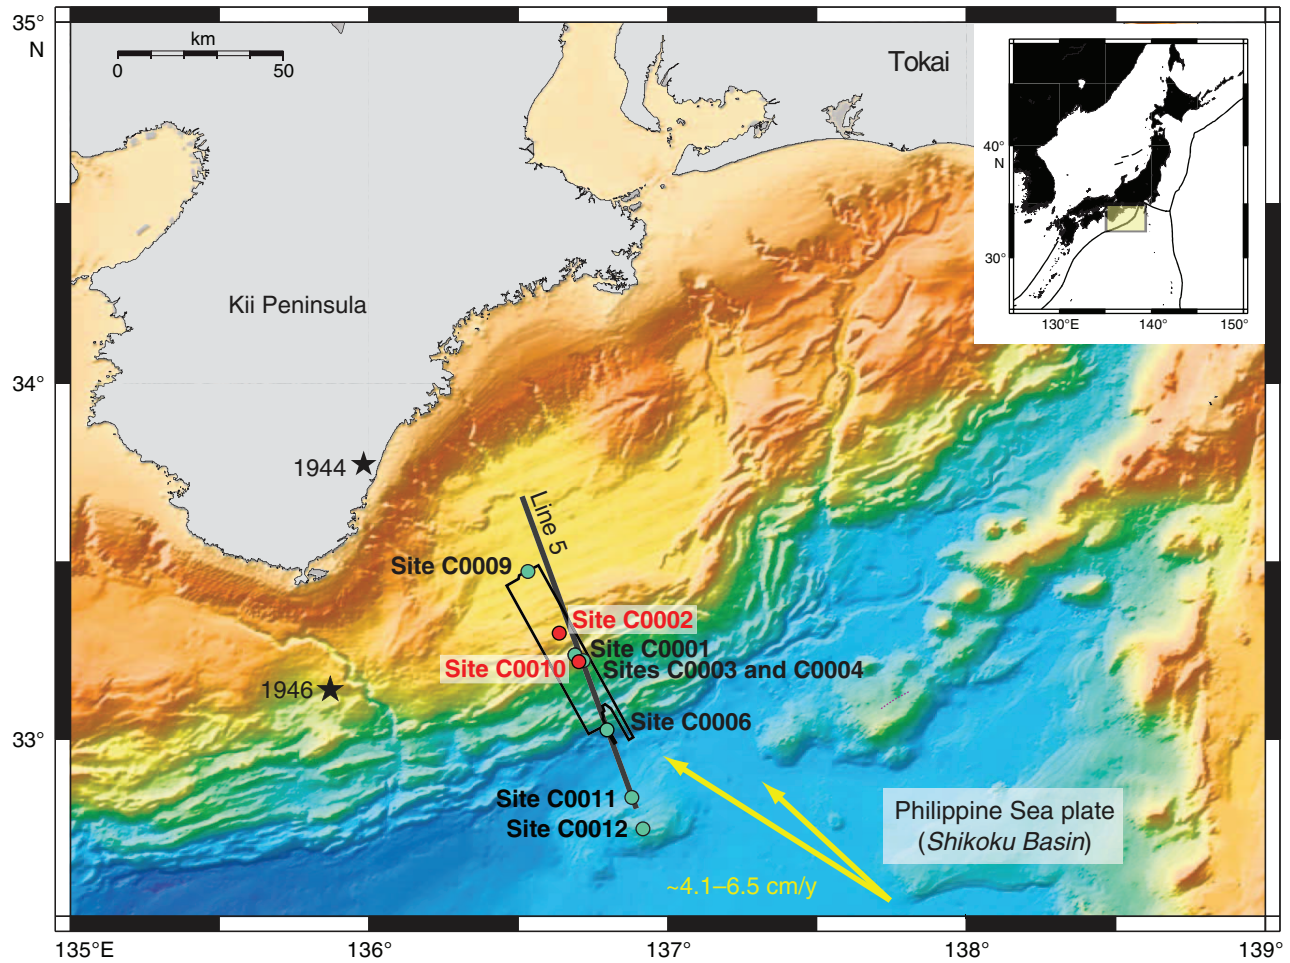 35°
N
km
0
50
Tokai
40°
N
30°
130°E
140°
150°
Kii Peninsula
34°
1944
Line 5
Site C0009
Site C0002
Site C0001
Site C0010
Sites C0003 and C0004
1946
Site C0006
33°
Site C0011
Philippine Sea plate
(Shikoku Basin)
Site C0012
~4.1–6.5 cm/y
135°E
136°
137°
138°
139°